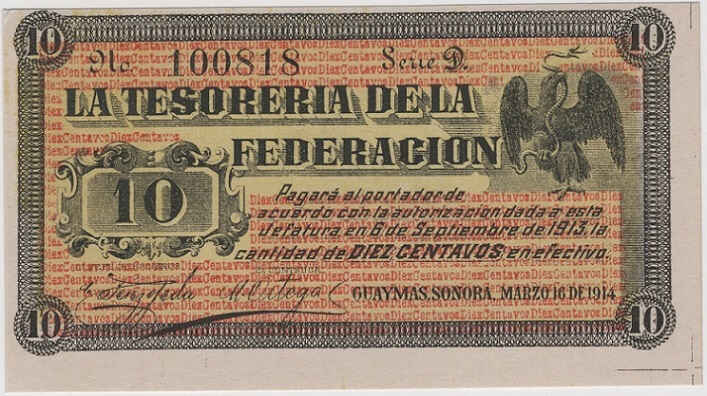 10 10
No. 100818 Serie D.
LA TESORERIA DE LA
FEDERACION
10
Pagará al portador de
acuerdo con la autorizacion dada a esta
Jefatura en 6 de Septiembre de 1913, la
cantidad de DIEZ CENTAVOS, en efectivo.
GUAYMAS, SONORA, MARZO 16 DE 1914
10 10